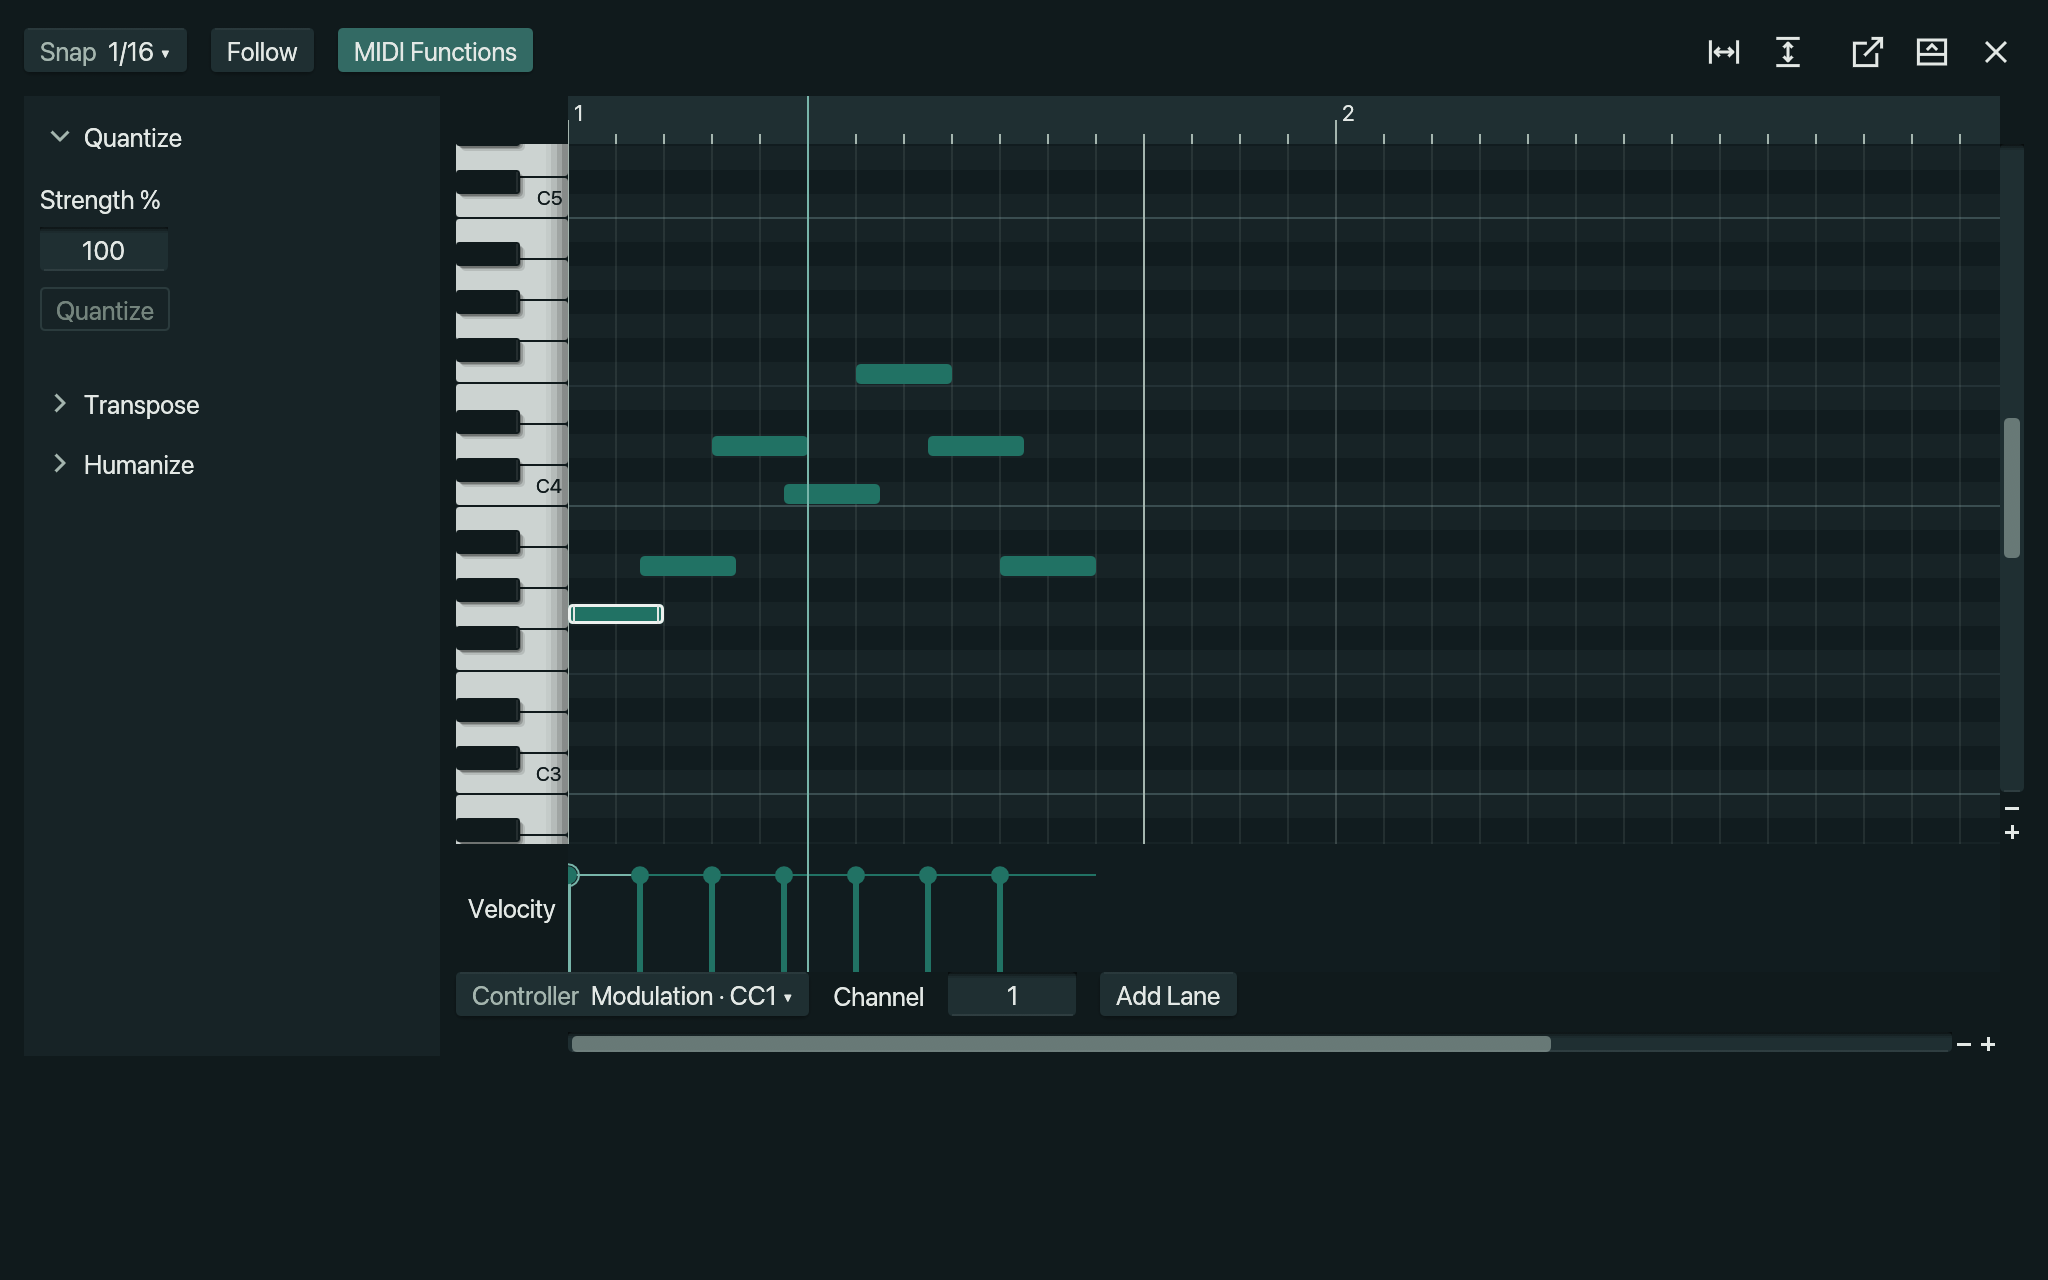 Snap 1/16 ▾ Follow MIDI Functions
Quantize
Strength %
100
Quantize
Transpose
Humanize
1 2
C5
C4
C3
Velocity
Controller Modulation · CC1 ▾ Channel 1 Add Lane